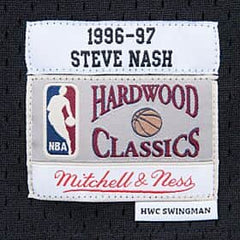 1996-97
STEVE NASH
HARDWOOD
CLASSICS
NBA
Mitchell & Ness
HWC SWINGMAN